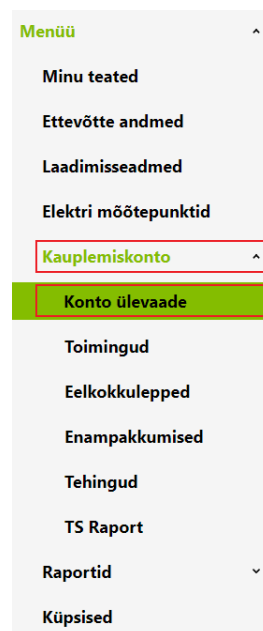 Menüü
Minu teated
Ettevõtte andmed
Laadimisseadmed
Elektri mõõtepunktid
Kauplemiskonto
Konto ülevaade
Toimingud
Eelkokkulepped
Enampakkumised
Tehingud
TS Raport
Raportid
Küpsised